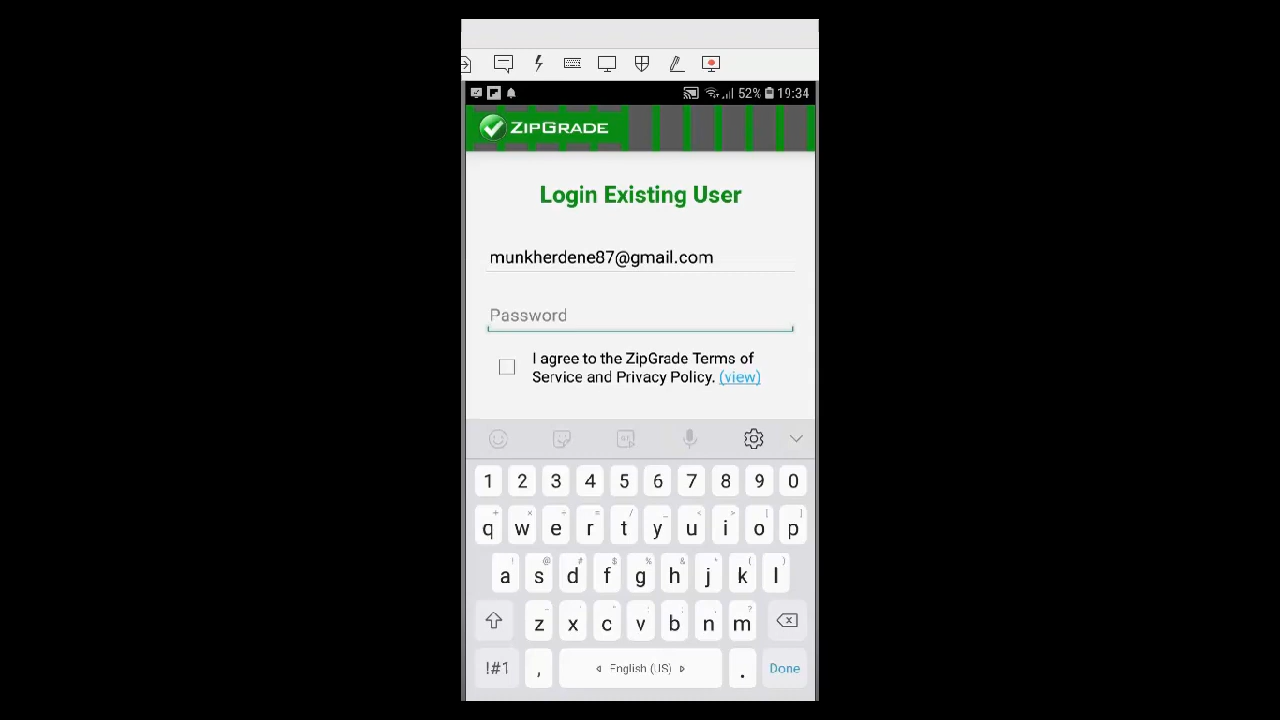 52% 19:34
ZIPGRADE
Login Existing User
munkherdene87@gmail.com
Password
I agree to the ZipGrade Terms of
Service and Privacy Policy. (view)
1 2 3 4 5 6 7 8 9 0
q w e r t y u i o p
a s d f g h j k l
z x c v b n m
!#1 , English (US) . Done